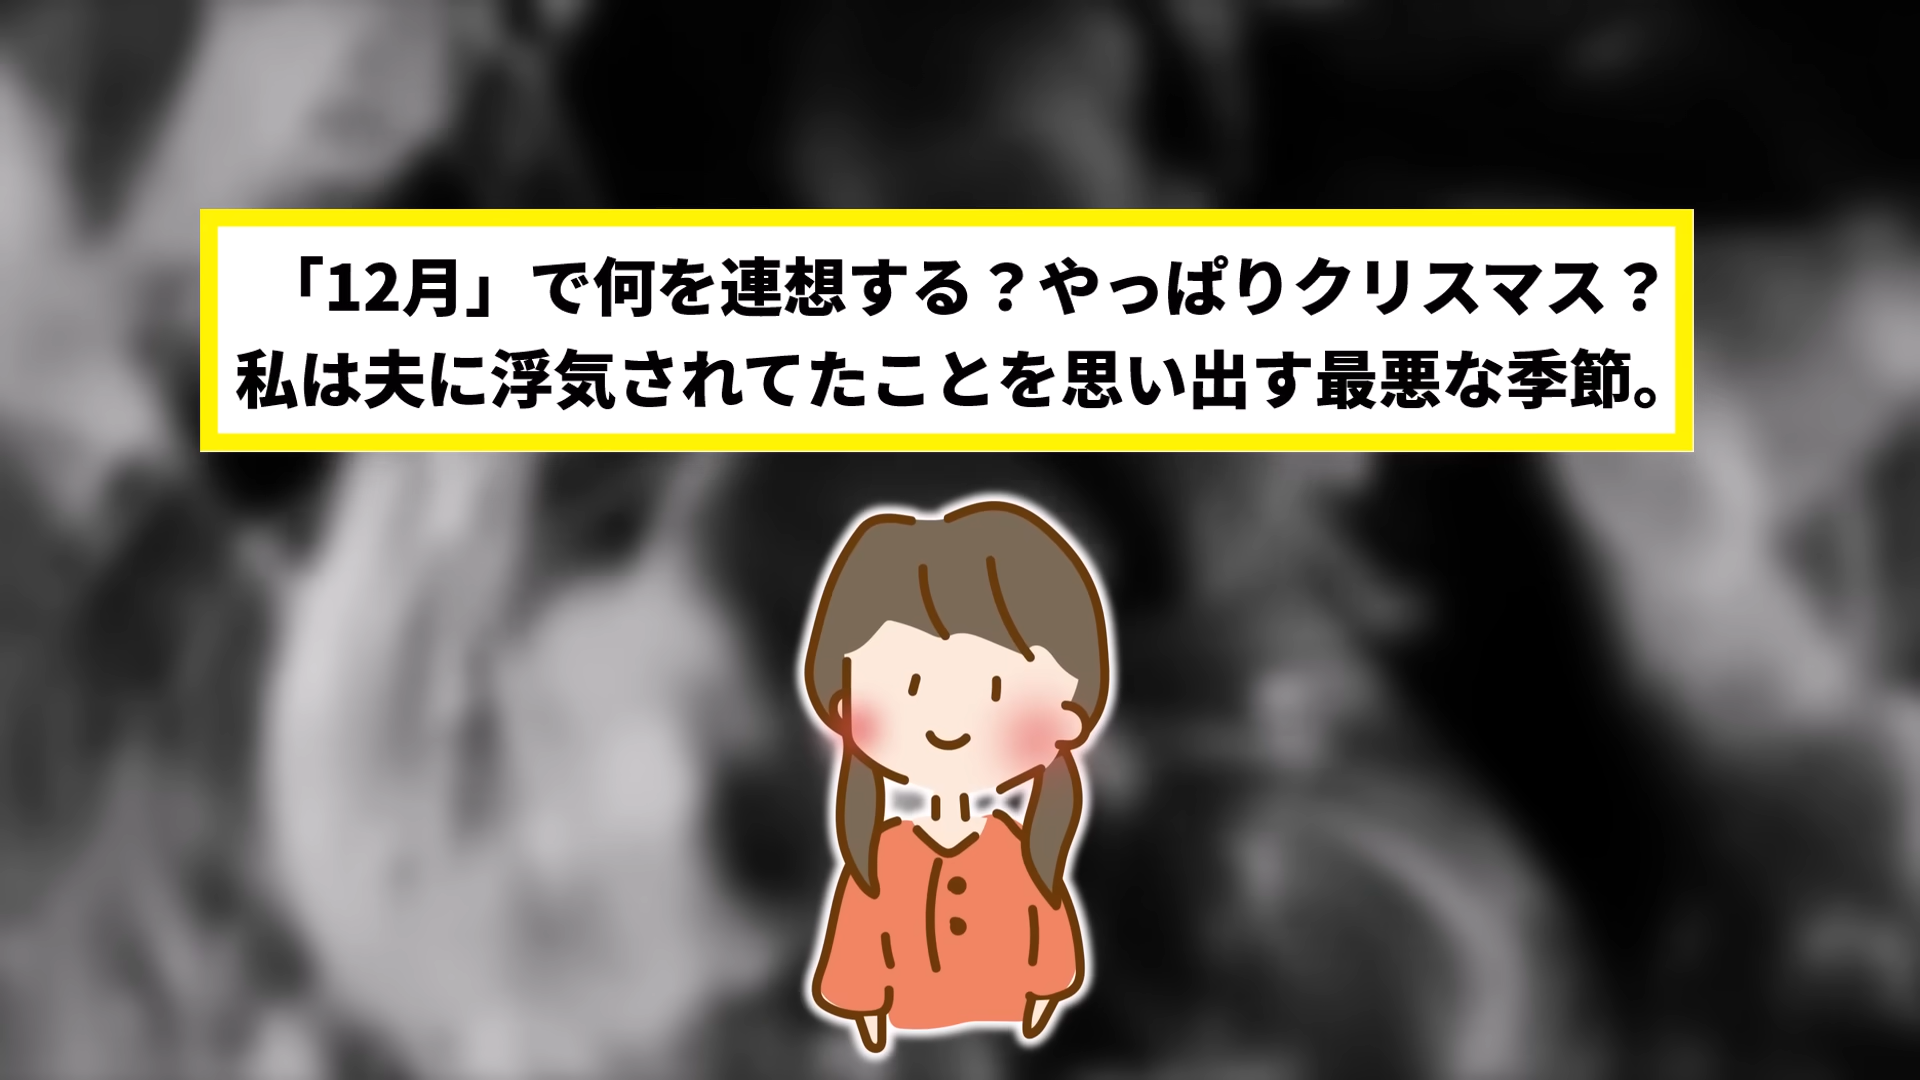 「12月」で何を連想する？やっぱりクリスマス？
私は夫に浮気されてたことを思い出す最悪な季節。